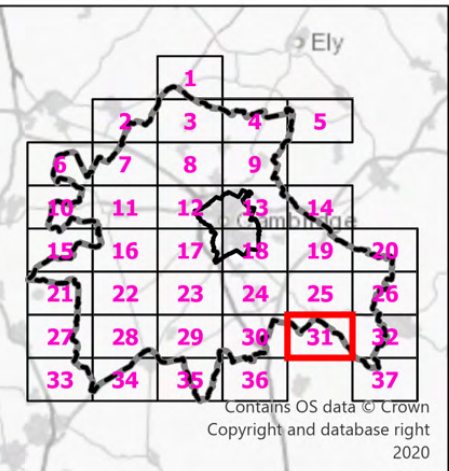 Ely
1
2 3 4 5
6 7 8 9
10 11 12 13 14
Cambridge
15 16 17 18 19 20
21 22 23 24 25 26
27 28 29 30 31 32
33 34 35 36 37
Contains OS data © Crown
Copyright and database right
2020